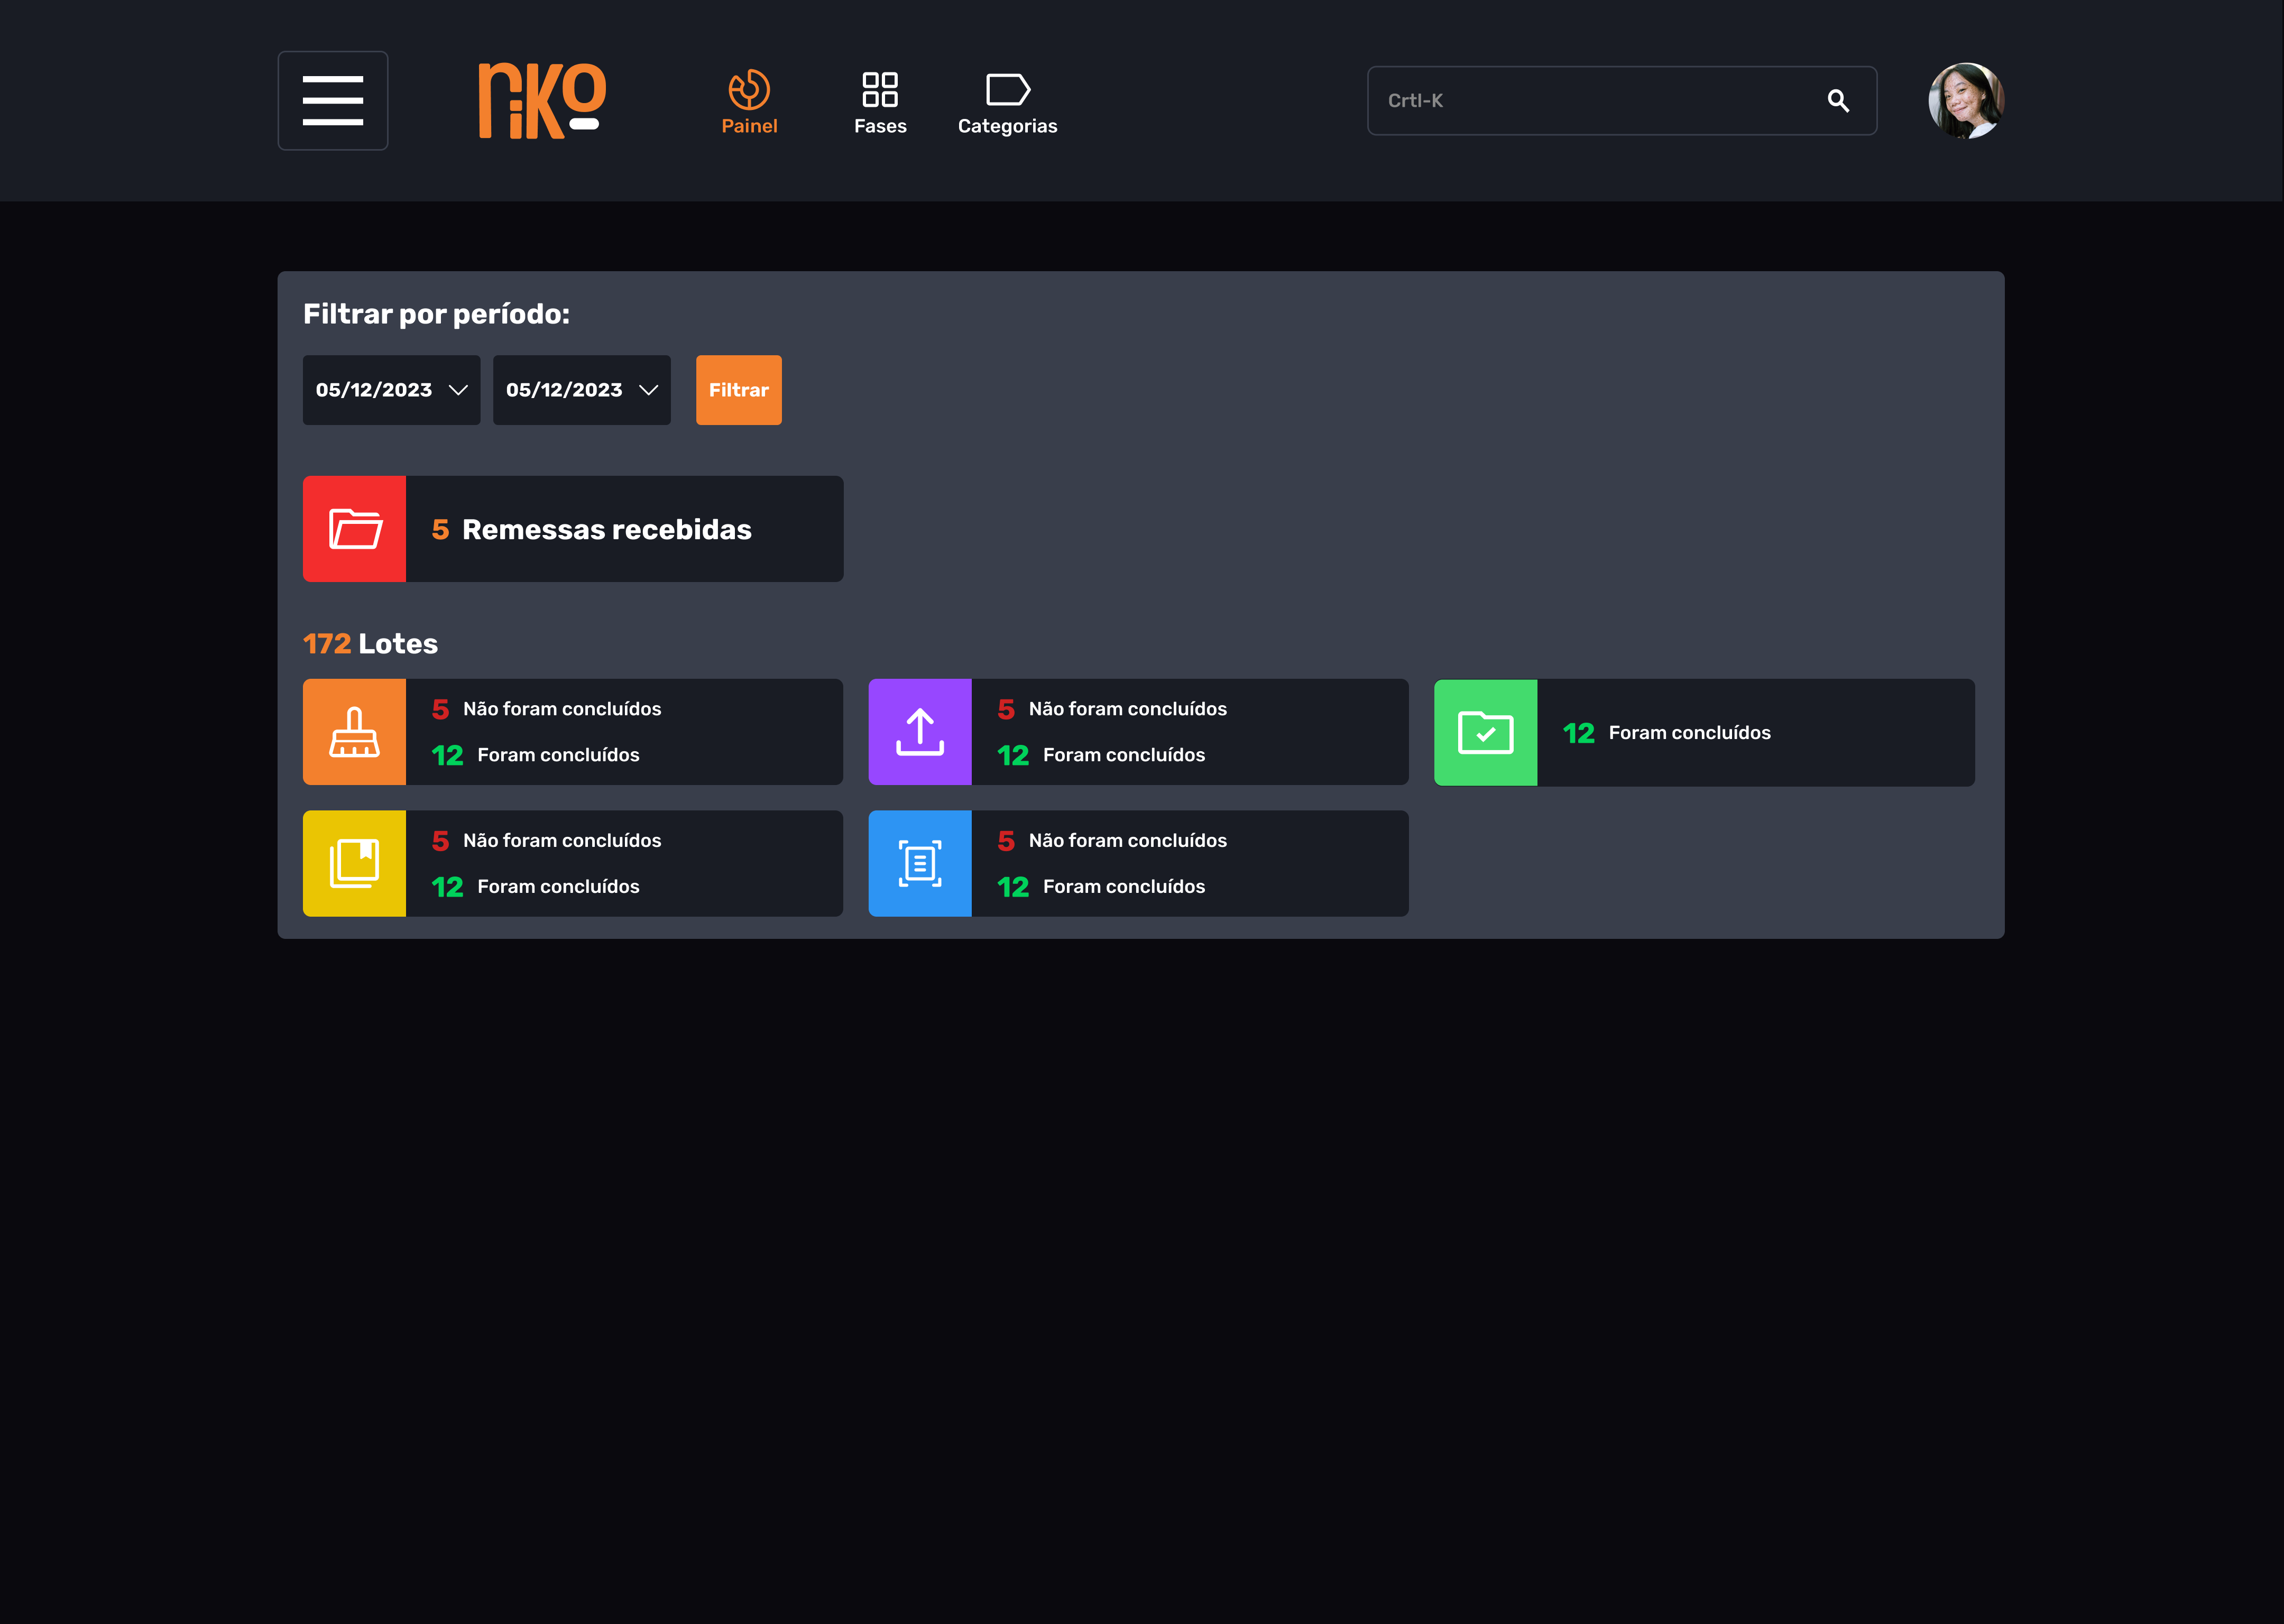 niko
Painel
Fases
Categorias
Crtl-K
Filtrar por período:
05/12/2023
05/12/2023
Filtrar
5 Remessas recebidas
172 Lotes
5 Não foram concluídos
12 Foram concluídos
5 Não foram concluídos
12 Foram concluídos
12 Foram concluídos
5 Não foram concluídos
12 Foram concluídos
5 Não foram concluídos
12 Foram concluídos